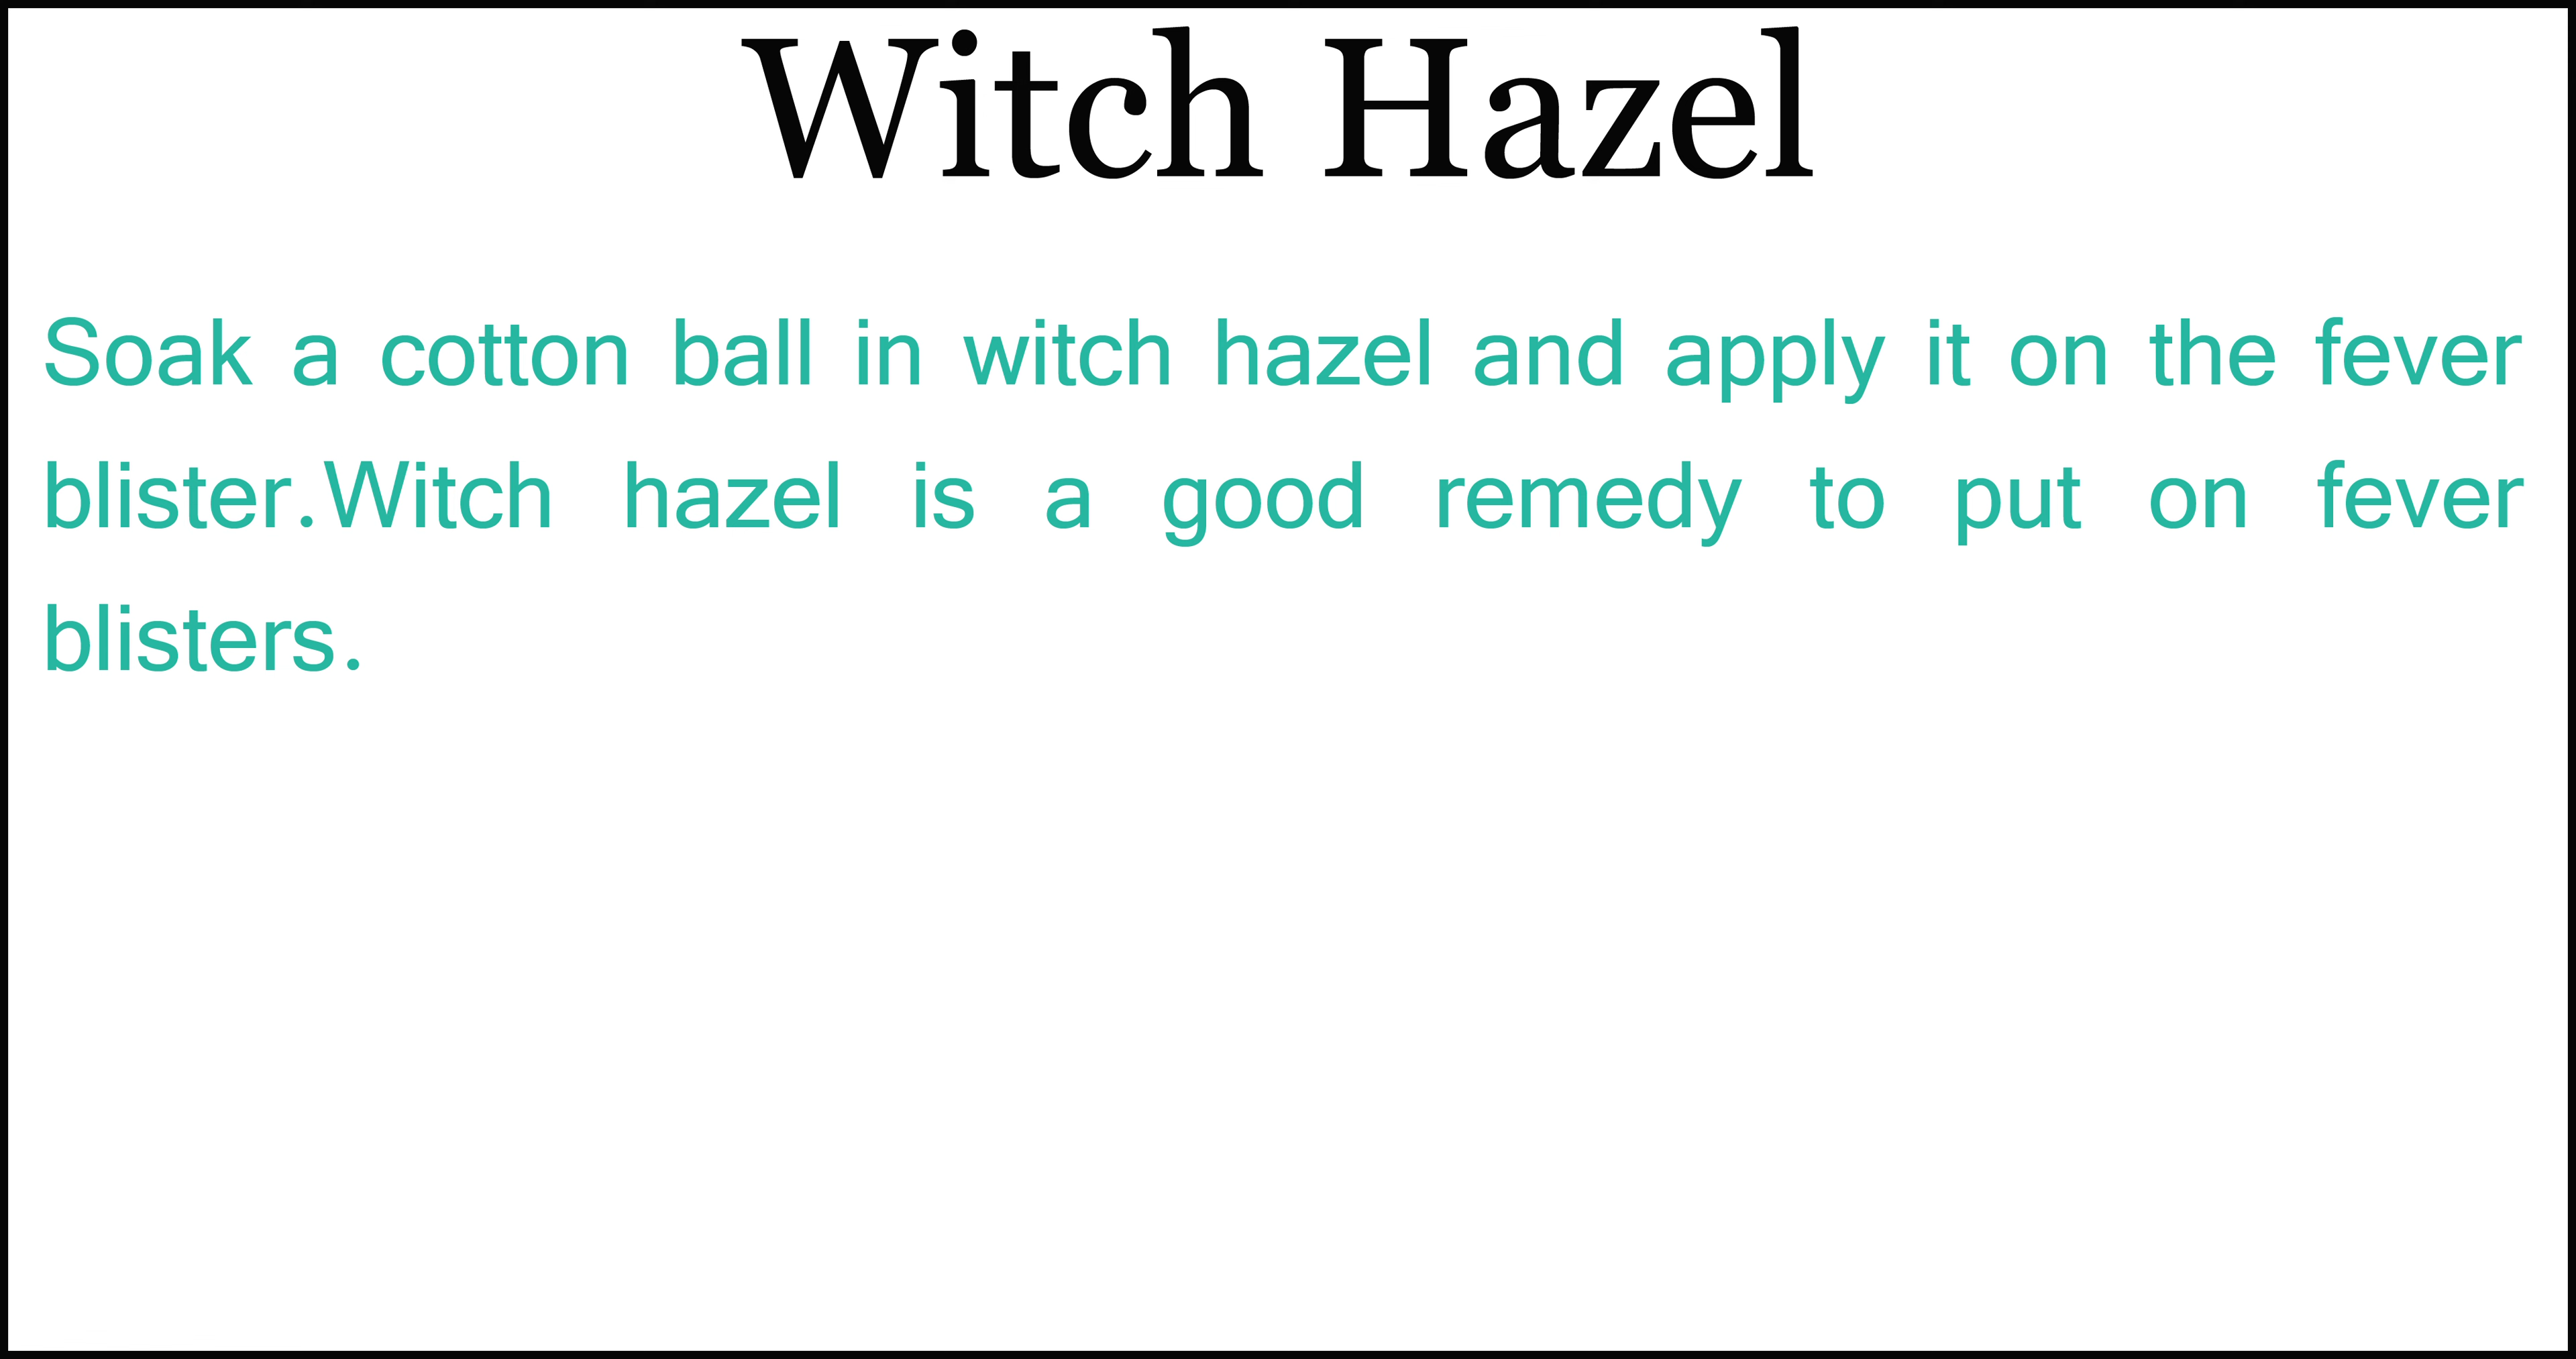 Witch Hazel
Soak a cotton ball in witch hazel and apply it on the fever
blister.Witch hazel is a good remedy to put on fever
blisters.